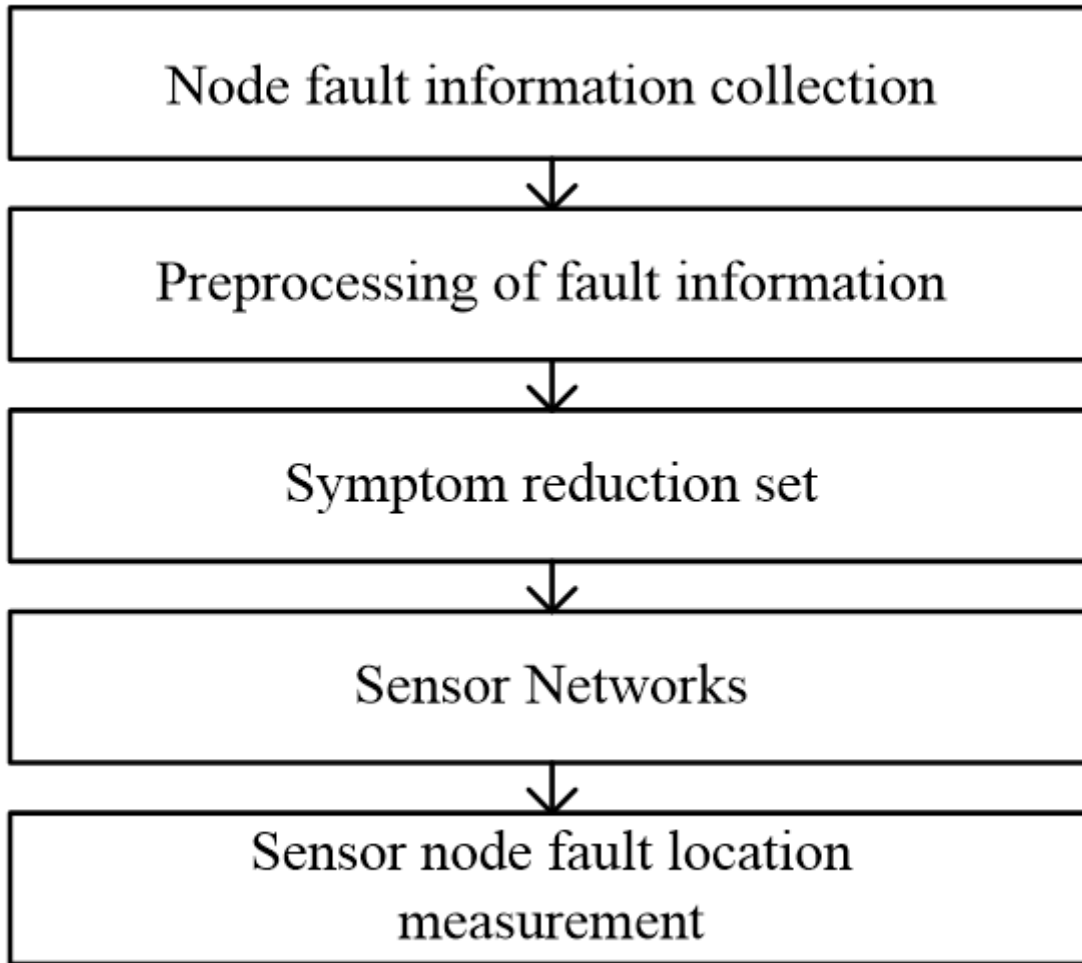 Node fault information collection
Preprocessing of fault information
Symptom reduction set
Sensor Networks
Sensor node fault location
measurement